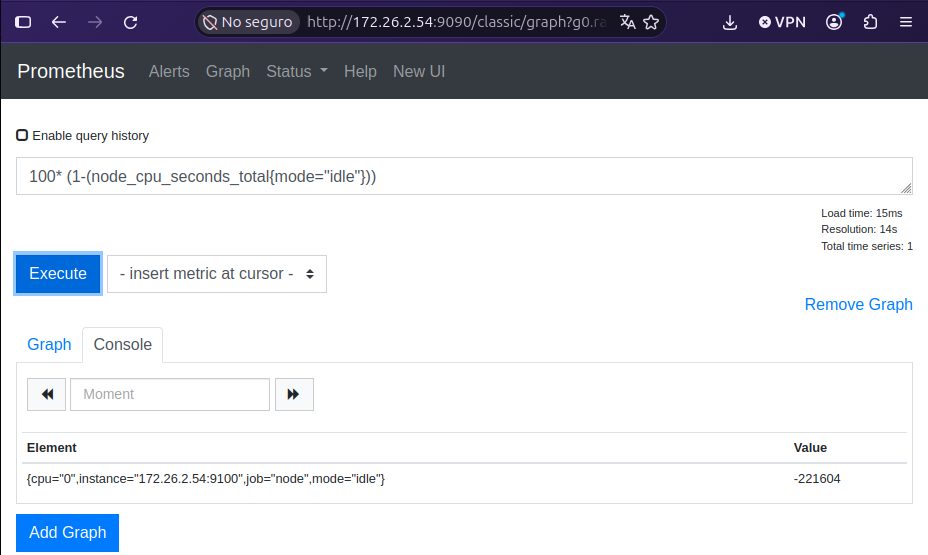 No seguro http://172.26.2.54:9090/classic/graph?g0.ra VPN
Prometheus Alerts Graph Status Help New UI
Enable query history
100* (1-(node_cpu_seconds_total{mode="idle"}))
Load time: 15ms
Resolution: 14s
Total time series: 1
Execute - insert metric at cursor -
Remove Graph
Graph Console
Moment
Element Value
{cpu="0",instance="172.26.2.54:9100",job="node",mode="idle"} -221604
Add Graph